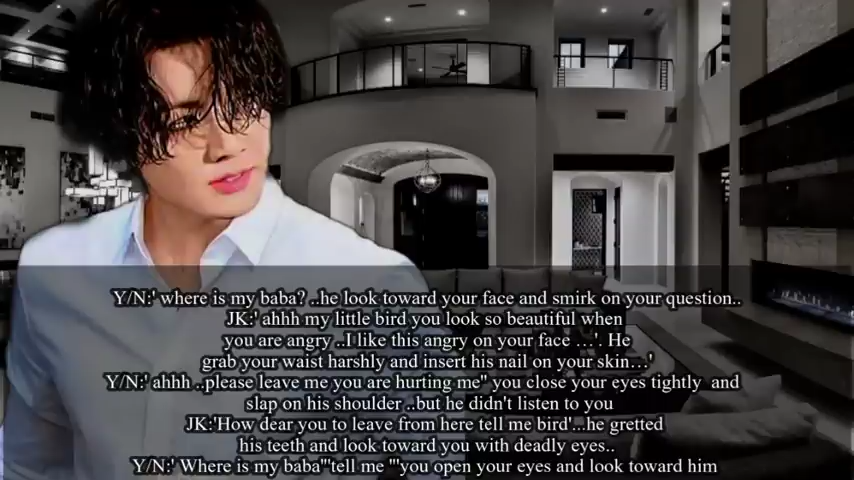 Y/N:' where is my baba? ..he look toward your face and smirk on your question..
JK:' ahhh my little bird you look so beautiful when
you are angry ..I like this angry on your face ...'. He
grab your waist harshly and insert his nail on your skin...'
Y/N:' ahhh ..please leave me you are hurting me" you close your eyes tightly and
slap on his shoulder ..but he didn't listen to you
JK:'How dear you to leave from here tell me bird'...he gretted
his teeth and look toward you with deadly eyes..
Y/N:' Where is my baba"'tell me "'you open your eyes and look toward him